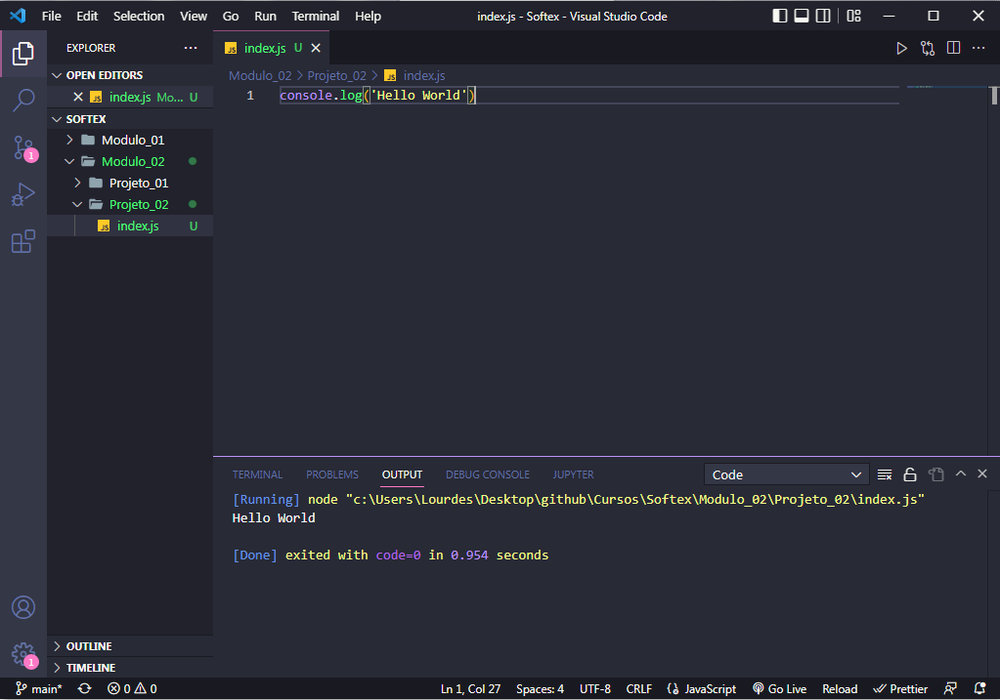 File Edit Selection View Go Run Terminal Help index.js - Softex - Visual Studio Code
EXPLORER
OPEN EDITORS
index.js Mo... U
SOFTEX
Modulo_01
Modulo_02
Projeto_01
Projeto_02
index.js U
OUTLINE
TIMELINE
1
1
index.js U
Modulo_02 > Projeto_02 > JS index.js
1 console.log('Hello World')
TERMINAL PROBLEMS OUTPUT DEBUG CONSOLE JUPYTER Code
[Running] node "c:\Users\Lourdes\Desktop\github\Cursos\Softex\Modulo_02\Projeto_02\index.js"
Hello World
[Done] exited with code=0 in 0.954 seconds
main* 0 0 Ln 1, Col 27 Spaces: 4 UTF-8 CRLF JavaScript Go Live Reload Prettier